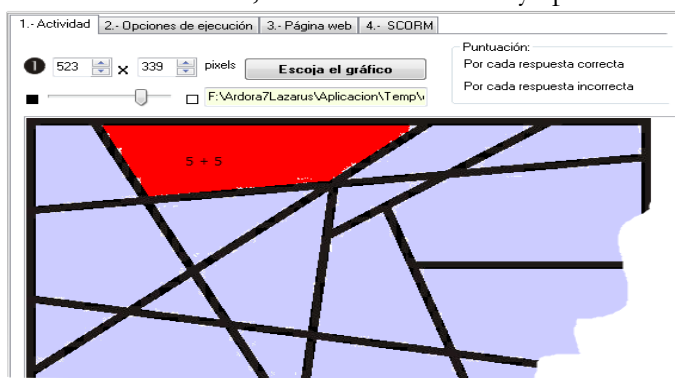 1.- Actividad 2.- Opciones de ejecución 3.- Página web 4.- SCORM
1 523 x 339 pixels Escoja el gráfico
F:\Ardora7Lazarus\Aplicacion\Temp\
Puntuación:
Por cada respuesta correcta
Por cada respuesta incorrecta
5 + 5